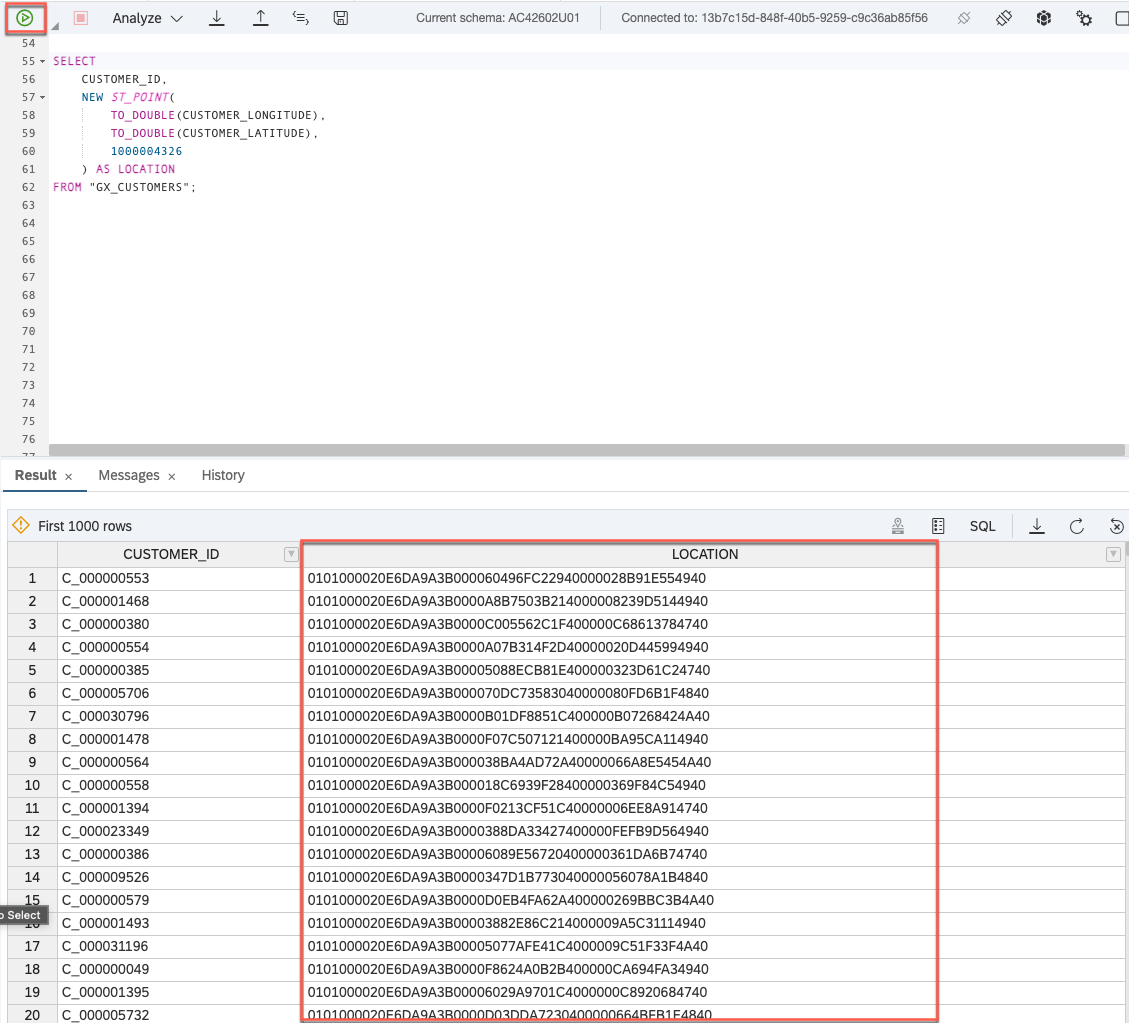 Analyze
Current schema: AC42602U01
Connected to: 13b7c15d-848f-40b5-9259-c9c36ab85f56
54
55 SELECT
56 CUSTOMER_ID,
57 NEW ST_POINT(
58 TO_DOUBLE(CUSTOMER_LONGITUDE),
59 TO_DOUBLE(CUSTOMER_LATITUDE),
60 1000004326
61 ) AS LOCATION
62 FROM "GX_CUSTOMERS";
63
64
65
66
67
68
69
70
71
72
73
74
75
76
77
Result × Messages × History
First 1000 rows SQL
CUSTOMER_ID LOCATION
1 C_000000553 0101000020E6DA9A3B000060496FC22940000028B91E554940
2 C_000001468 0101000020E6DA9A3B0000A8B7503B214000008239D5144940
3 C_000000380 0101000020E6DA9A3B0000C005562C1F400000C68613784740
4 C_000000554 0101000020E6DA9A3B0000A07B314F2D40000020D445994940
5 C_000000385 0101000020E6DA9A3B00005088ECB81E400000323D61C24740
6 C_000005706 0101000020E6DA9A3B000070DC73583040000080FD6B1F4840
7 C_000030796 0101000020E6DA9A3B0000B01DF8851C400000B07268424A40
8 C_000001478 0101000020E6DA9A3B0000F07C507121400000BA95CA114940
9 C_000000564 0101000020E6DA9A3B000038BA4AD72A40000066A8E5454A40
10 C_000000558 0101000020E6DA9A3B000018C6939F28400000369F84C54940
11 C_000001394 0101000020E6DA9A3B0000F0213CF51C40000006EE8A914740
12 C_000023349 0101000020E6DA9A3B0000388DA33427400000FEFB9D564940
13 C_000000386 0101000020E6DA9A3B00006089E56720400000361DA6B74740
14 C_000009526 0101000020E6DA9A3B0000347D1B773040000056078A1B4840
15 C_000000579 0101000020E6DA9A3B0000D0EB4FA62A400000269BBC3B4A40
o Select
16 C_000001493 0101000020E6DA9A3B00003882E86C214000009A5C31114940
17 C_000031196 0101000020E6DA9A3B00005077AFE41C4000009C51F33F4A40
18 C_000000049 0101000020E6DA9A3B0000F8624A0B2B400000CA694FA34940
19 C_000001395 0101000020E6DA9A3B00006029A9701C4000000C8920684740
20 C_000005732 0101000020E6DA9A3B0000D03DDA7230400000664BFB1F4840